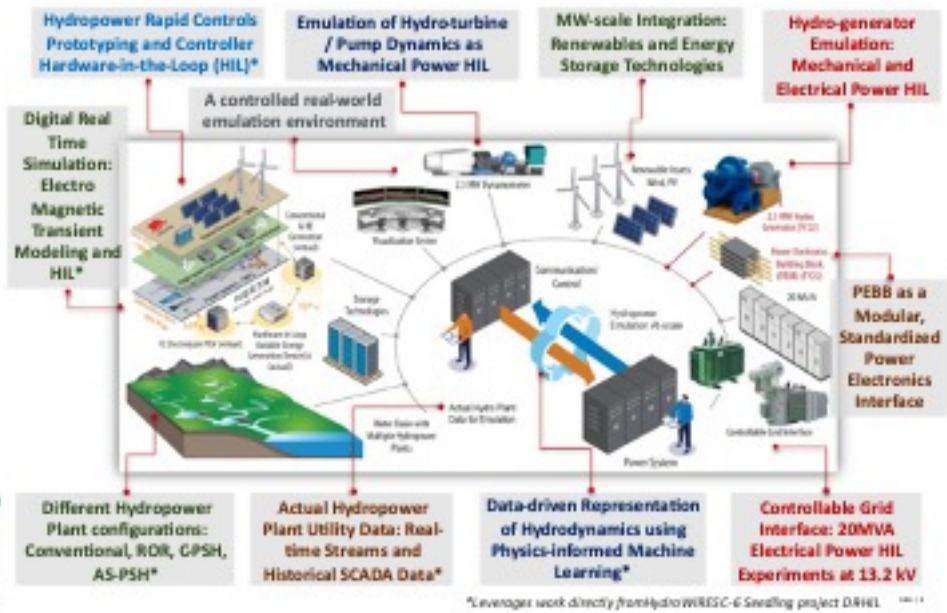 Hydropower Rapid Controls
Prototyping and Controller
Hardware-in-the-Loop (HIL)*
Emulation of Hydro-turbine
/ Pump Dynamics as
Mechanical Power HIL
MW-scale Integration:
Renewables and Energy
Storage Technologies
Hydro-generator
Emulation:
Mechanical and
Electrical Power HIL
A controlled real-world
emulation environment
Digital Real
Time
Simulation:
Electro
Magnetic
Transient
Modeling and
HIL*
Visualization Center
Storage
Technologies
Communications/
Control
Power System
Actual Hydro Plant
Data for Emulation
Water Basin with
Multiple Hydropower
Plants
Controllable Grid Interface
PEBB as a
Modular,
Standardized
Power
Electronics
Interface
Different Hydropower
Plant configurations:
Conventional, ROR, C-PSH,
AS-PSH*
Actual Hydropower
Plant Utility Data: Real-
time Streams and
Historical SCADA Data*
Data-driven Representation
of Hydrodynamics using
Physics-informed Machine
Learning*
Controllable Grid
Interface: 20MVA
Electrical Power HIL
Experiments at 13.2 kV
*Leverages work directly from HydroWIRES C-6 Seedling project DRHIL